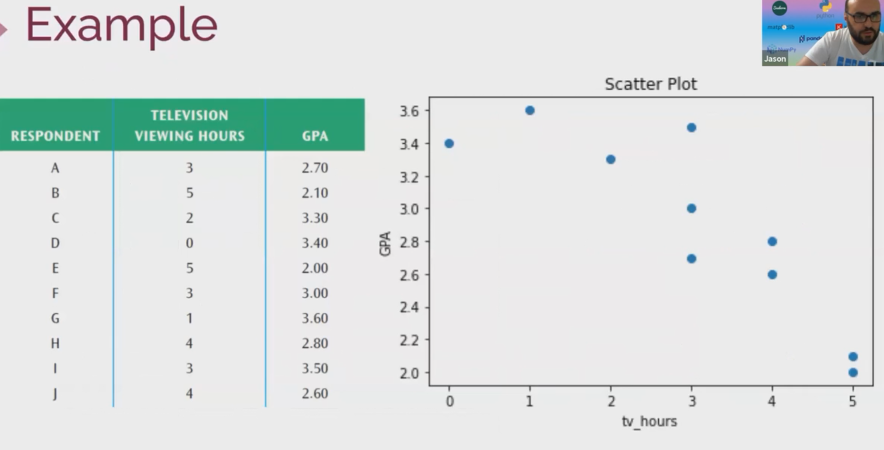 Example
Jason
RESPONDENT TELEVISION VIEWING HOURS GPA
A 3 2.70
B 5 2.10
C 2 3.30
D 0 3.40
E 5 2.00
F 3 3.00
G 1 3.60
H 4 2.80
I 3 3.50
J 4 2.60
Scatter Plot
3.6
3.4
3.2
3.0
2.8
2.6
2.4
2.2
2.0
GPA
0 1 2 3 4 5
tv_hours